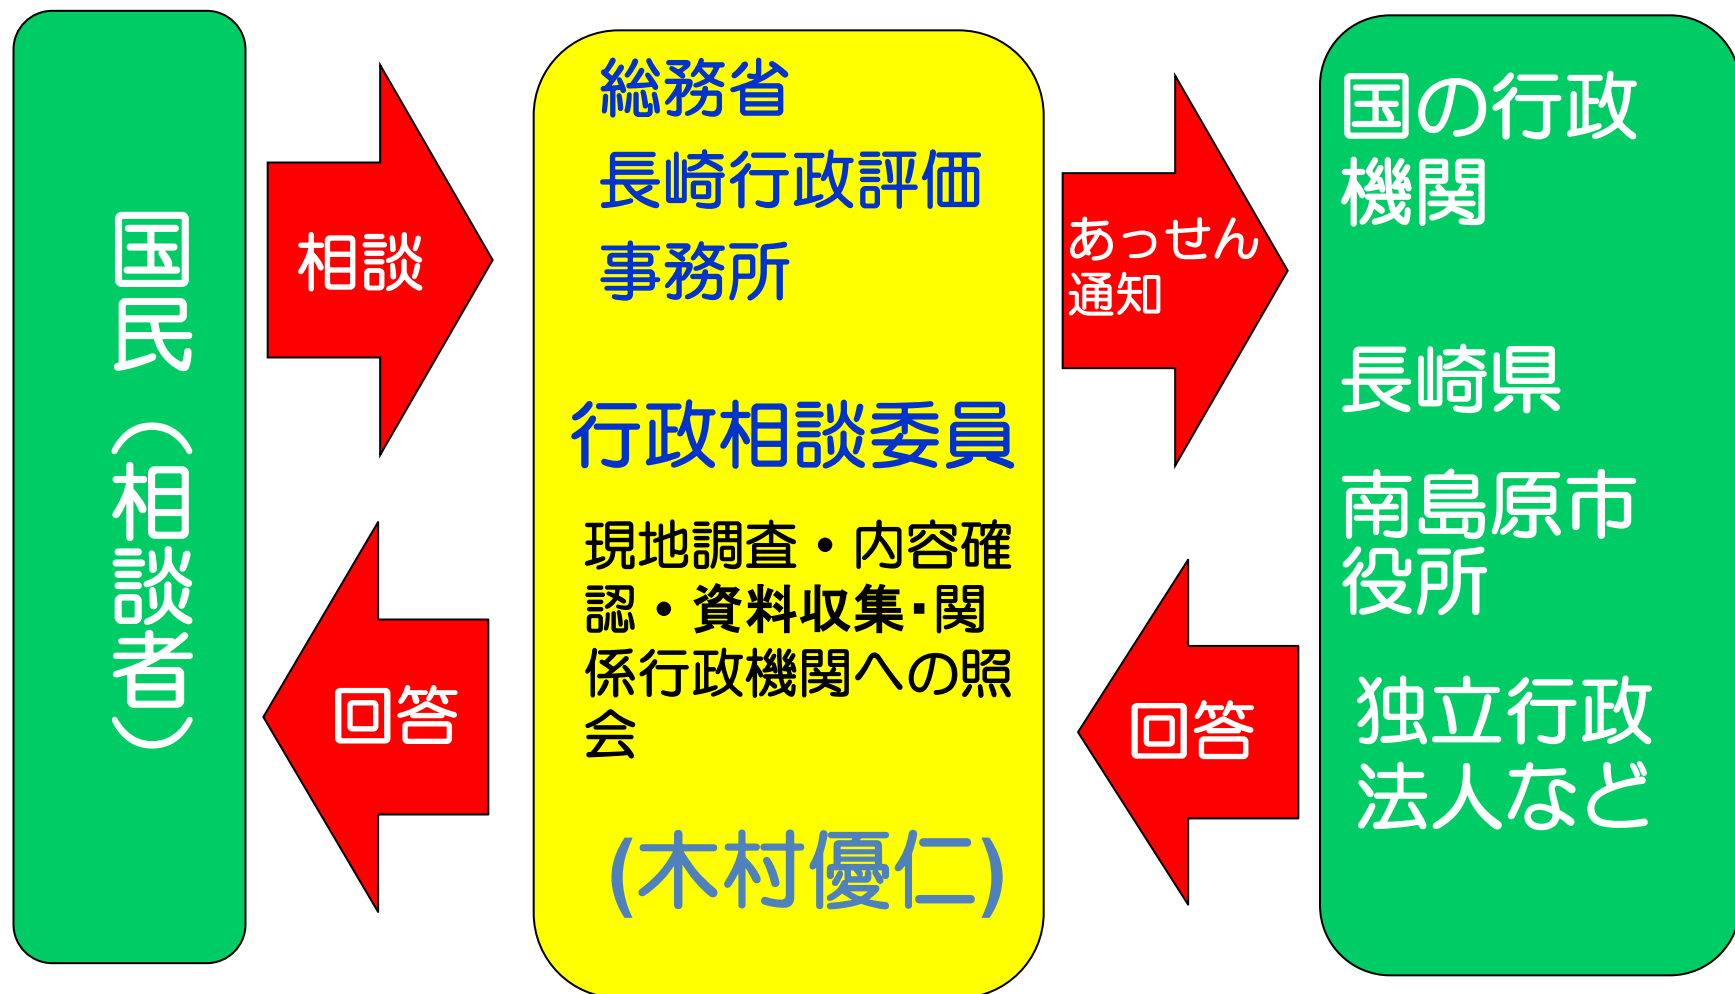 国民（相談者）
相談
回答
総務省
長崎行政評価
事務所
行政相談委員
現地調査・内容確
認・資料収集・関
係行政機関への照
会
(木村優仁)
あっせん
通知
回答
国の行政
機関
長崎県
南島原市
役所
独立行政
法人など